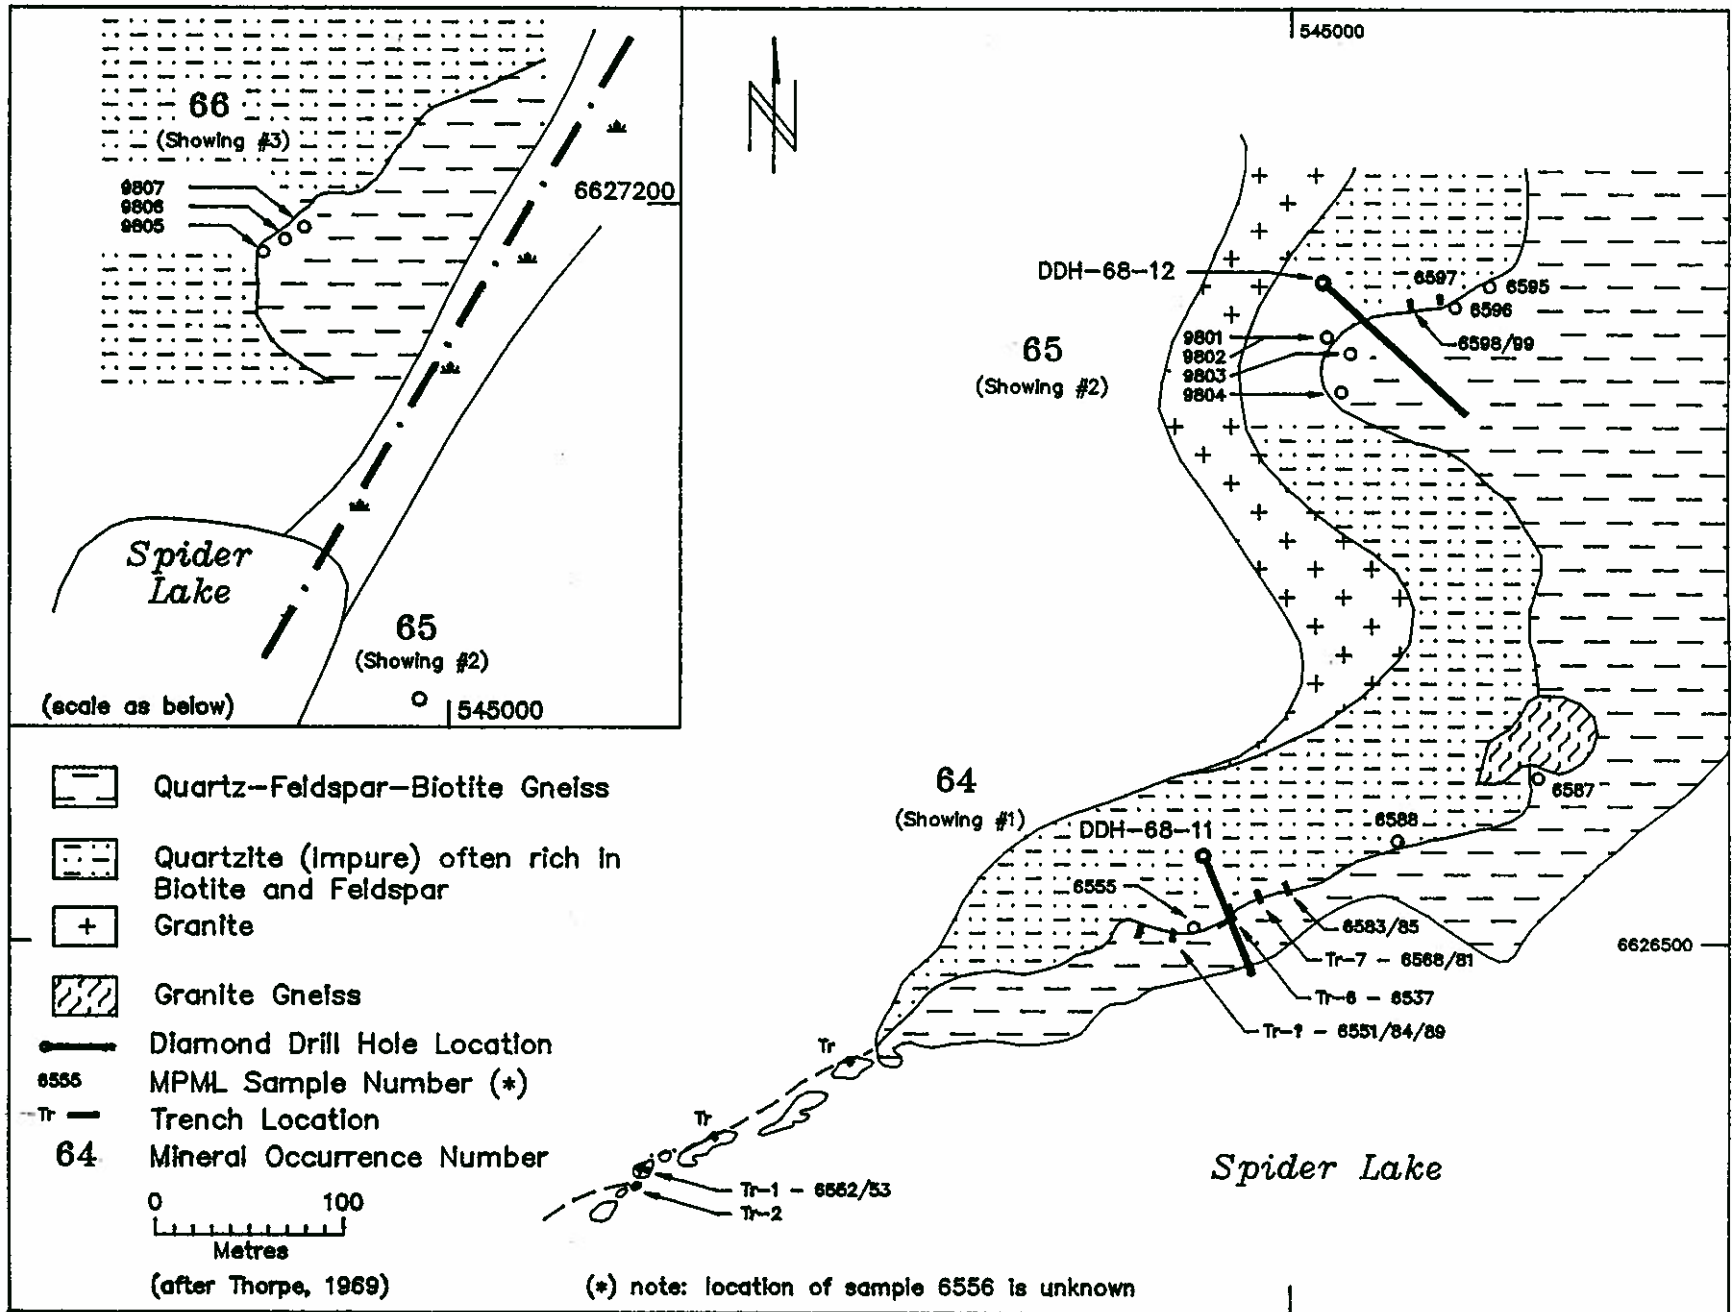 545000
66
(Showing #3)
9807
9806
9805
6627200
N
DDH-68-12
6597
6595
6596
6598/99
9801
9802
9803
9804
65
(Showing #2)
Spider
Lake
65
(Showing #2)
(scale as below)
545000
64
(Showing #1)
DDH-68-11
6587
6588
6555
6583/85
Tr-7 - 6568/81
Tr-6 - 6537
Tr-? - 6551/84/89
6626500
Quartz-Feldspar-Biotite Gneiss
Quartzite (impure) often rich in
Biotite and Feldspar
+ Granite
Granite Gneiss
Diamond Drill Hole Location
6555 MPML Sample Number (*)
Tr Trench Location
64 Mineral Occurrence Number
0 100
Metres
(after Thorpe, 1969)
Tr
Tr
Tr-1 - 6552/53
Tr-2
Spider Lake
(*) note: location of sample 6556 is unknown